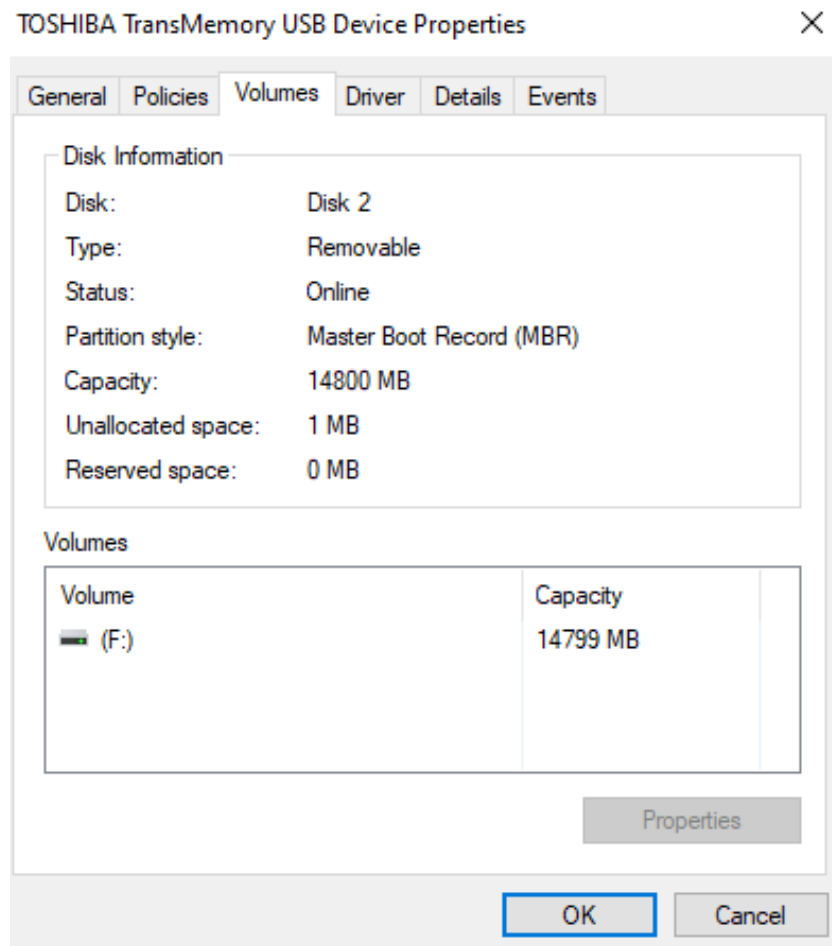 TOSHIBA TransMemory USB Device Properties
General Policies Volumes Driver Details Events
Disk Information
Disk: Disk 2
Type: Removable
Status: Online
Partition style: Master Boot Record (MBR)
Capacity: 14800 MB
Unallocated space: 1 MB
Reserved space: 0 MB
Volumes
Volume Capacity
(F:) 14799 MB
Properties
OK Cancel